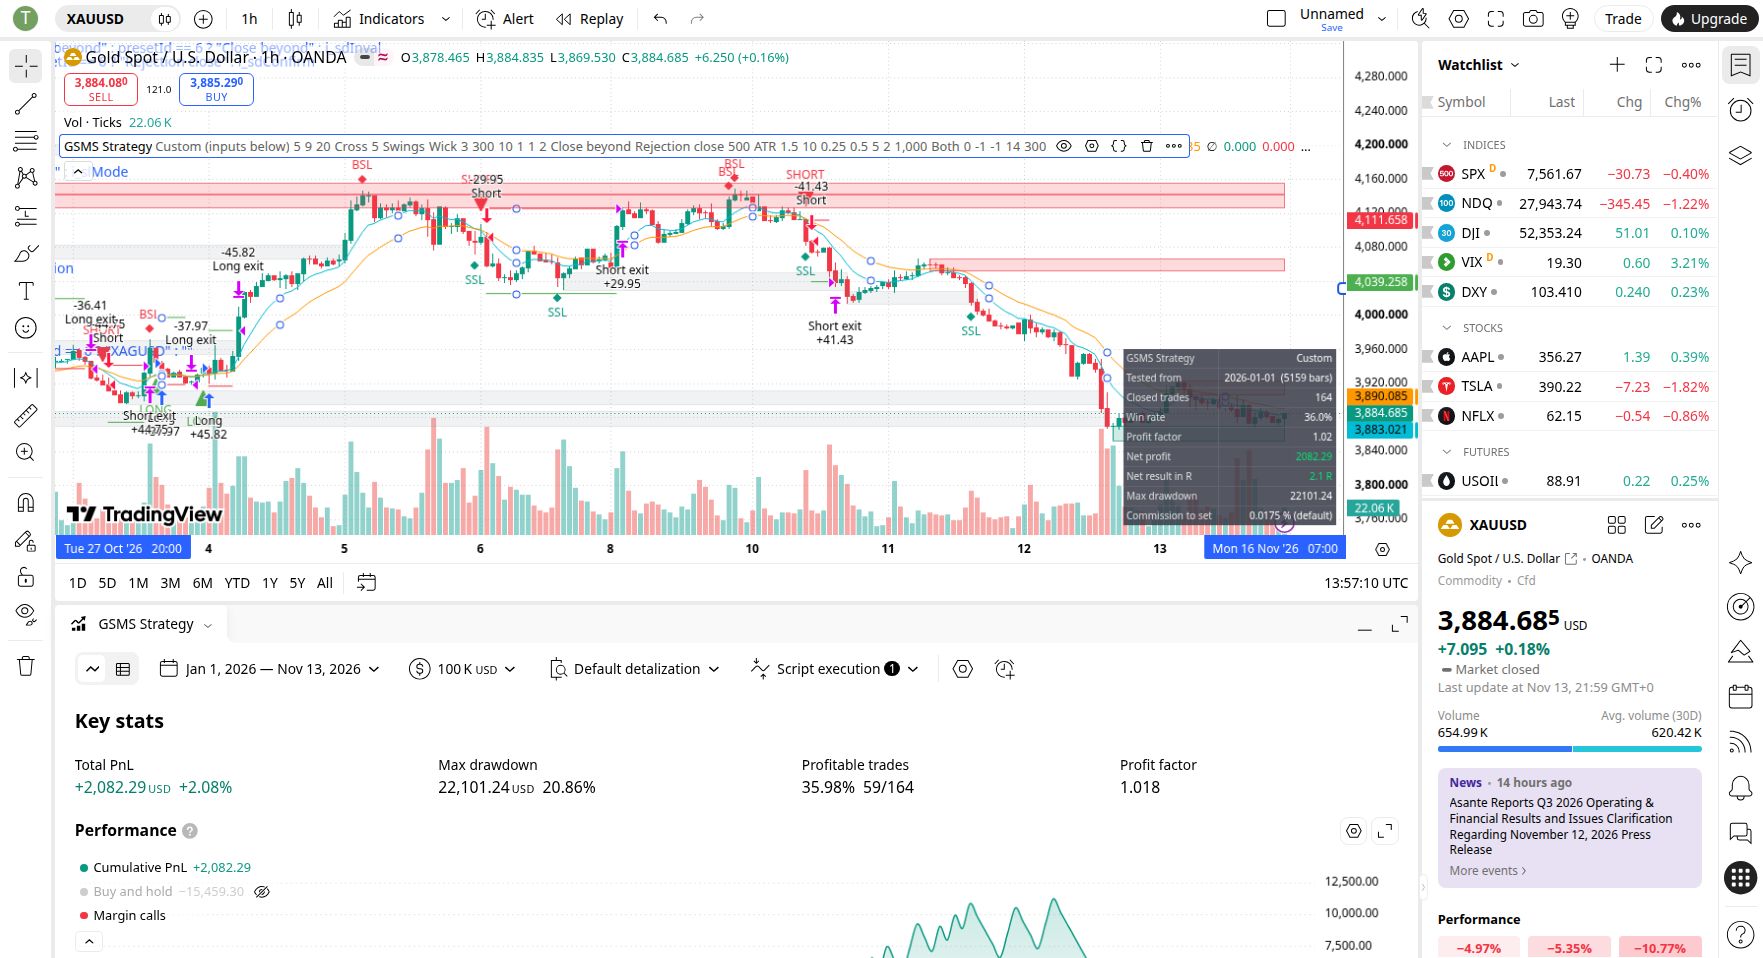 T XAUUSD 1h Indicators Alert Replay Unnamed Save Trade Upgrade
Gold Spot / U.S. Dollar · 1h · OANDA O3,878.465 H3,884.835 L3,869.530 C3,884.685 +6.250 (+0.16%)
3,884.080 SELL 121.0 3,885.290 BUY
Vol · Ticks 22.06 K
GSMS Strategy Custom (inputs below) 5 9 20 Cross 5 Swings Wick 3 300 10 1 1 2 Close beyond Rejection close 500 ATR 1.5 10 0.25 0.5 5 2 1,000 Both 0 -1 -1 14 300 ∅ 0.000 0.000 ...
Mode
BSL
-29.95
Short
BSL
BSL
SHORT
-41.43
Short
-45.82
Long exit
SSL
SSL
Short exit
+29.95
SSL
Short exit
+41.43
SSL
-36.41
Long exit
Short
BSL
-37.97
Long exit
Short exit
Long
+45.82
4,280.000
4,240.000
4,200.000
4,160.000
4,120.000
4,111.658
4,080.000
4,039.258
4,000.000
3,960.000
3,920.000
3,890.085
3,884.685
3,883.021
3,840.000
3,800.000
22.06 K
3,760.000
GSMS Strategy Custom
Tested from 2026-01-01 (5159 bars)
Closed trades 164
Win rate 36.0%
Profit factor 1.02
Net profit 2082.29
Net result in R 2.1 R
Max drawdown 22101.24
Commission to set 0.0175 % (default)
TradingView
Tue 27 Oct '26 20:00 4 5 6 8 10 11 12 13 Mon 16 Nov '26 07:00
1D 5D 1M 3M 6M YTD 1Y 5Y All 13:57:10 UTC
GSMS Strategy
Jan 1, 2026 — Nov 13, 2026 100 K USD Default detalization Script execution 1
Key stats
Total PnL Max drawdown Profitable trades Profit factor
+2,082.29 USD +2.08% 22,101.24 USD 20.86% 35.98% 59/164 1.018
Performance
Cumulative PnL +2,082.29
Buy and hold −15,459.30
Margin calls
12,500.00
10,000.00
7,500.00
Watchlist
Symbol Last Chg Chg%
INDICES
SPX D 7,561.67 −30.73 −0.40%
NDQ 27,943.74 −345.45 −1.22%
DJI 52,353.24 51.01 0.10%
VIX D 19.30 0.60 3.21%
DXY 103.410 0.240 0.23%
STOCKS
AAPL 356.27 1.39 0.39%
TSLA 390.22 −7.23 −1.82%
NFLX 62.15 −0.54 −0.86%
FUTURES
USOIL 88.91 0.22 0.25%
XAUUSD
Gold Spot / U.S. Dollar · OANDA
Commodity · Cfd
3,884.685 USD
+7.095 +0.18%
Market closed
Last update at Nov 13, 21:59 GMT+0
Volume Avg. volume (30D)
654.99 K 620.42 K
News · 14 hours ago
Asante Reports Q3 2026 Operating &
Financial Results and Issues Clarification
Regarding November 12, 2026 Press
Release
More events
Performance
−4.97% −5.35% −10.77%